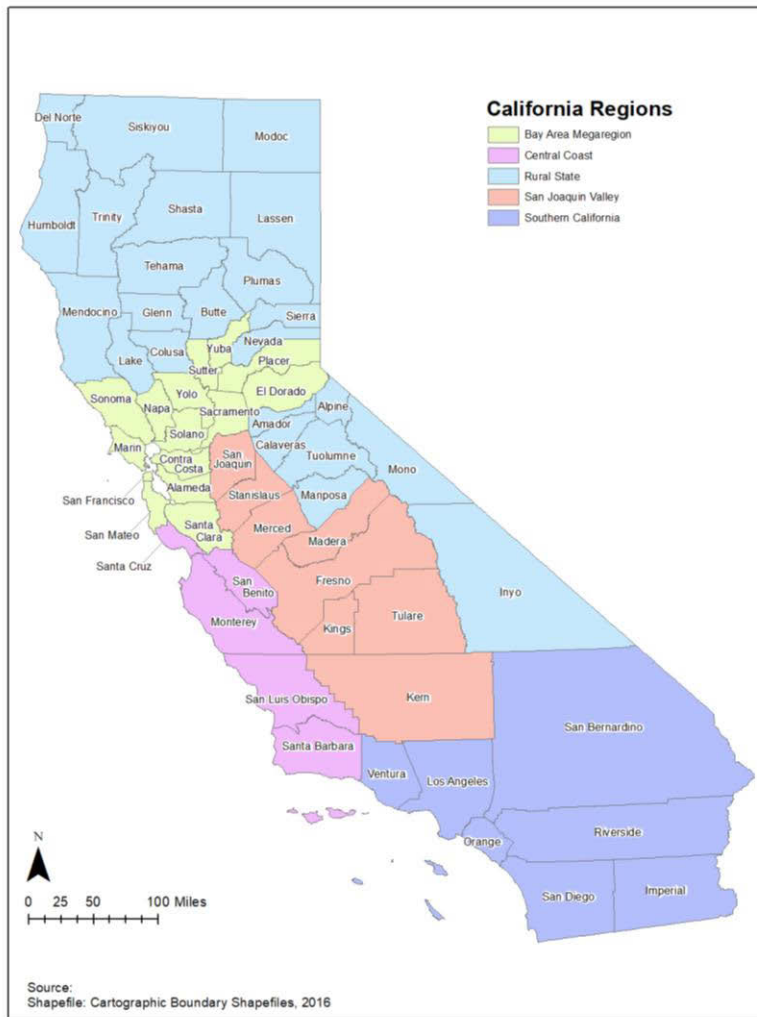 California Regions
Bay Area Megaregion
Central Coast
Rural State
San Joaquin Valley
Southern California
Del Norte
Siskiyou
Modoc
Humboldt
Trinity
Shasta
Lassen
Tehama
Plumas
Mendocino
Glenn
Butte
Sierra
Lake
Colusa
Yuba
Nevada
Sutter
Placer
Sonoma
Napa
Yolo
El Dorado
Sacramento
Alpine
Solano
Amador
Marin
Contra
Costa
San
Joaquin
Calaveras
Tuolumne
Mono
San Francisco
Alameda
Stanislaus
Mariposa
San Mateo
Santa
Clara
Merced
Madera
Santa Cruz
San
Benito
Fresno
Inyo
Monterey
Kings
Tulare
San Luis Obispo
Kern
San Bernardino
Santa Barbara
Ventura
Los Angeles
Orange
Riverside
San Diego
Imperial
N
0 25 50 100 Miles
Source:
Shapefile: Cartographic Boundary Shapefiles, 2016